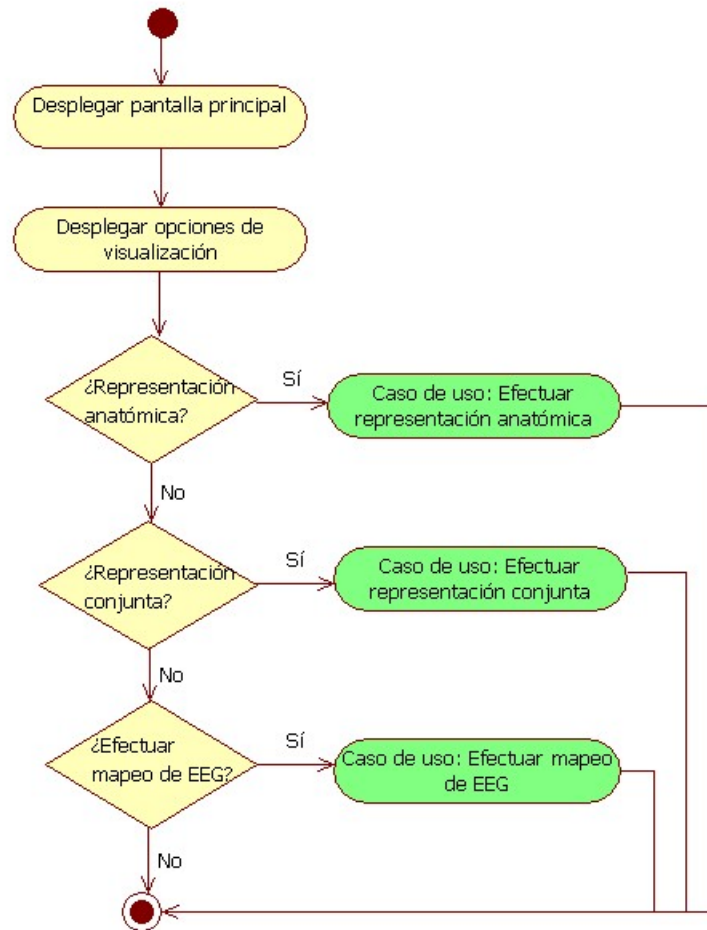 Desplegar pantalla principal
Desplegar opciones de
visualización
¿Representación
anatómica?
Sí
Caso de uso: Efectuar
representación anatómica
No
¿Representación
conjunta?
Sí
Caso de uso: Efectuar
representación conjunta
No
¿Efectuar
mapeo de EEG?
Sí
Caso de uso: Efectuar mapeo
de EEG
No